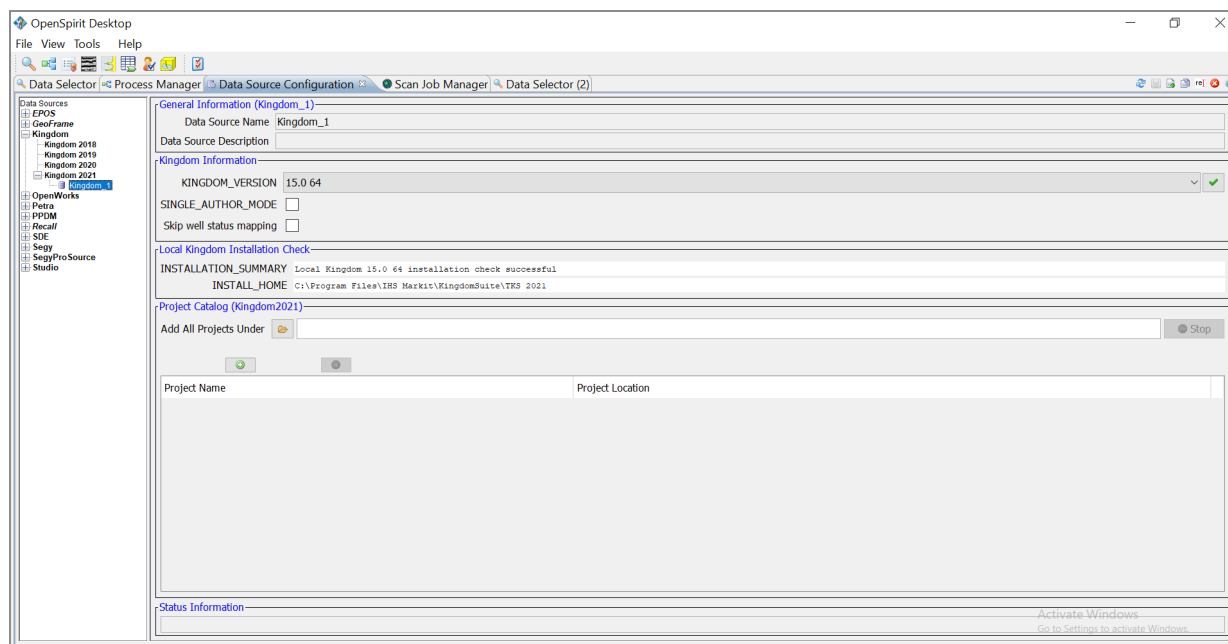 OpenSpirit Desktop
File View Tools Help
Data Selector Process Manager Data Source Configuration Scan Job Manager Data Selector (2)
Data Sources
EPOS
GeoFrame
Kingdom
Kingdom 2018
Kingdom 2019
Kingdom 2020
Kingdom 2021
Kingdom_1
OpenWorks
Petra
PPDM
Recall
SDE
Segy
SegyProSource
Studio
General Information (Kingdom_1)
Data Source Name Kingdom_1
Data Source Description
Kingdom Information
KINGDOM_VERSION 15.0 64
SINGLE_AUTHOR_MODE
Skip well status mapping
Local Kingdom Installation Check
INSTALLATION_SUMMARY Local Kingdom 15.0 64 installation check successful
INSTALL_HOME C:\Program Files\IHS Markit\KingdomSuite\TKS 2021
Project Catalog (Kingdom2021)
Add All Projects Under Stop
Project Name Project Location
Status Information
Activate Windows
Go to Settings to activate Windows.